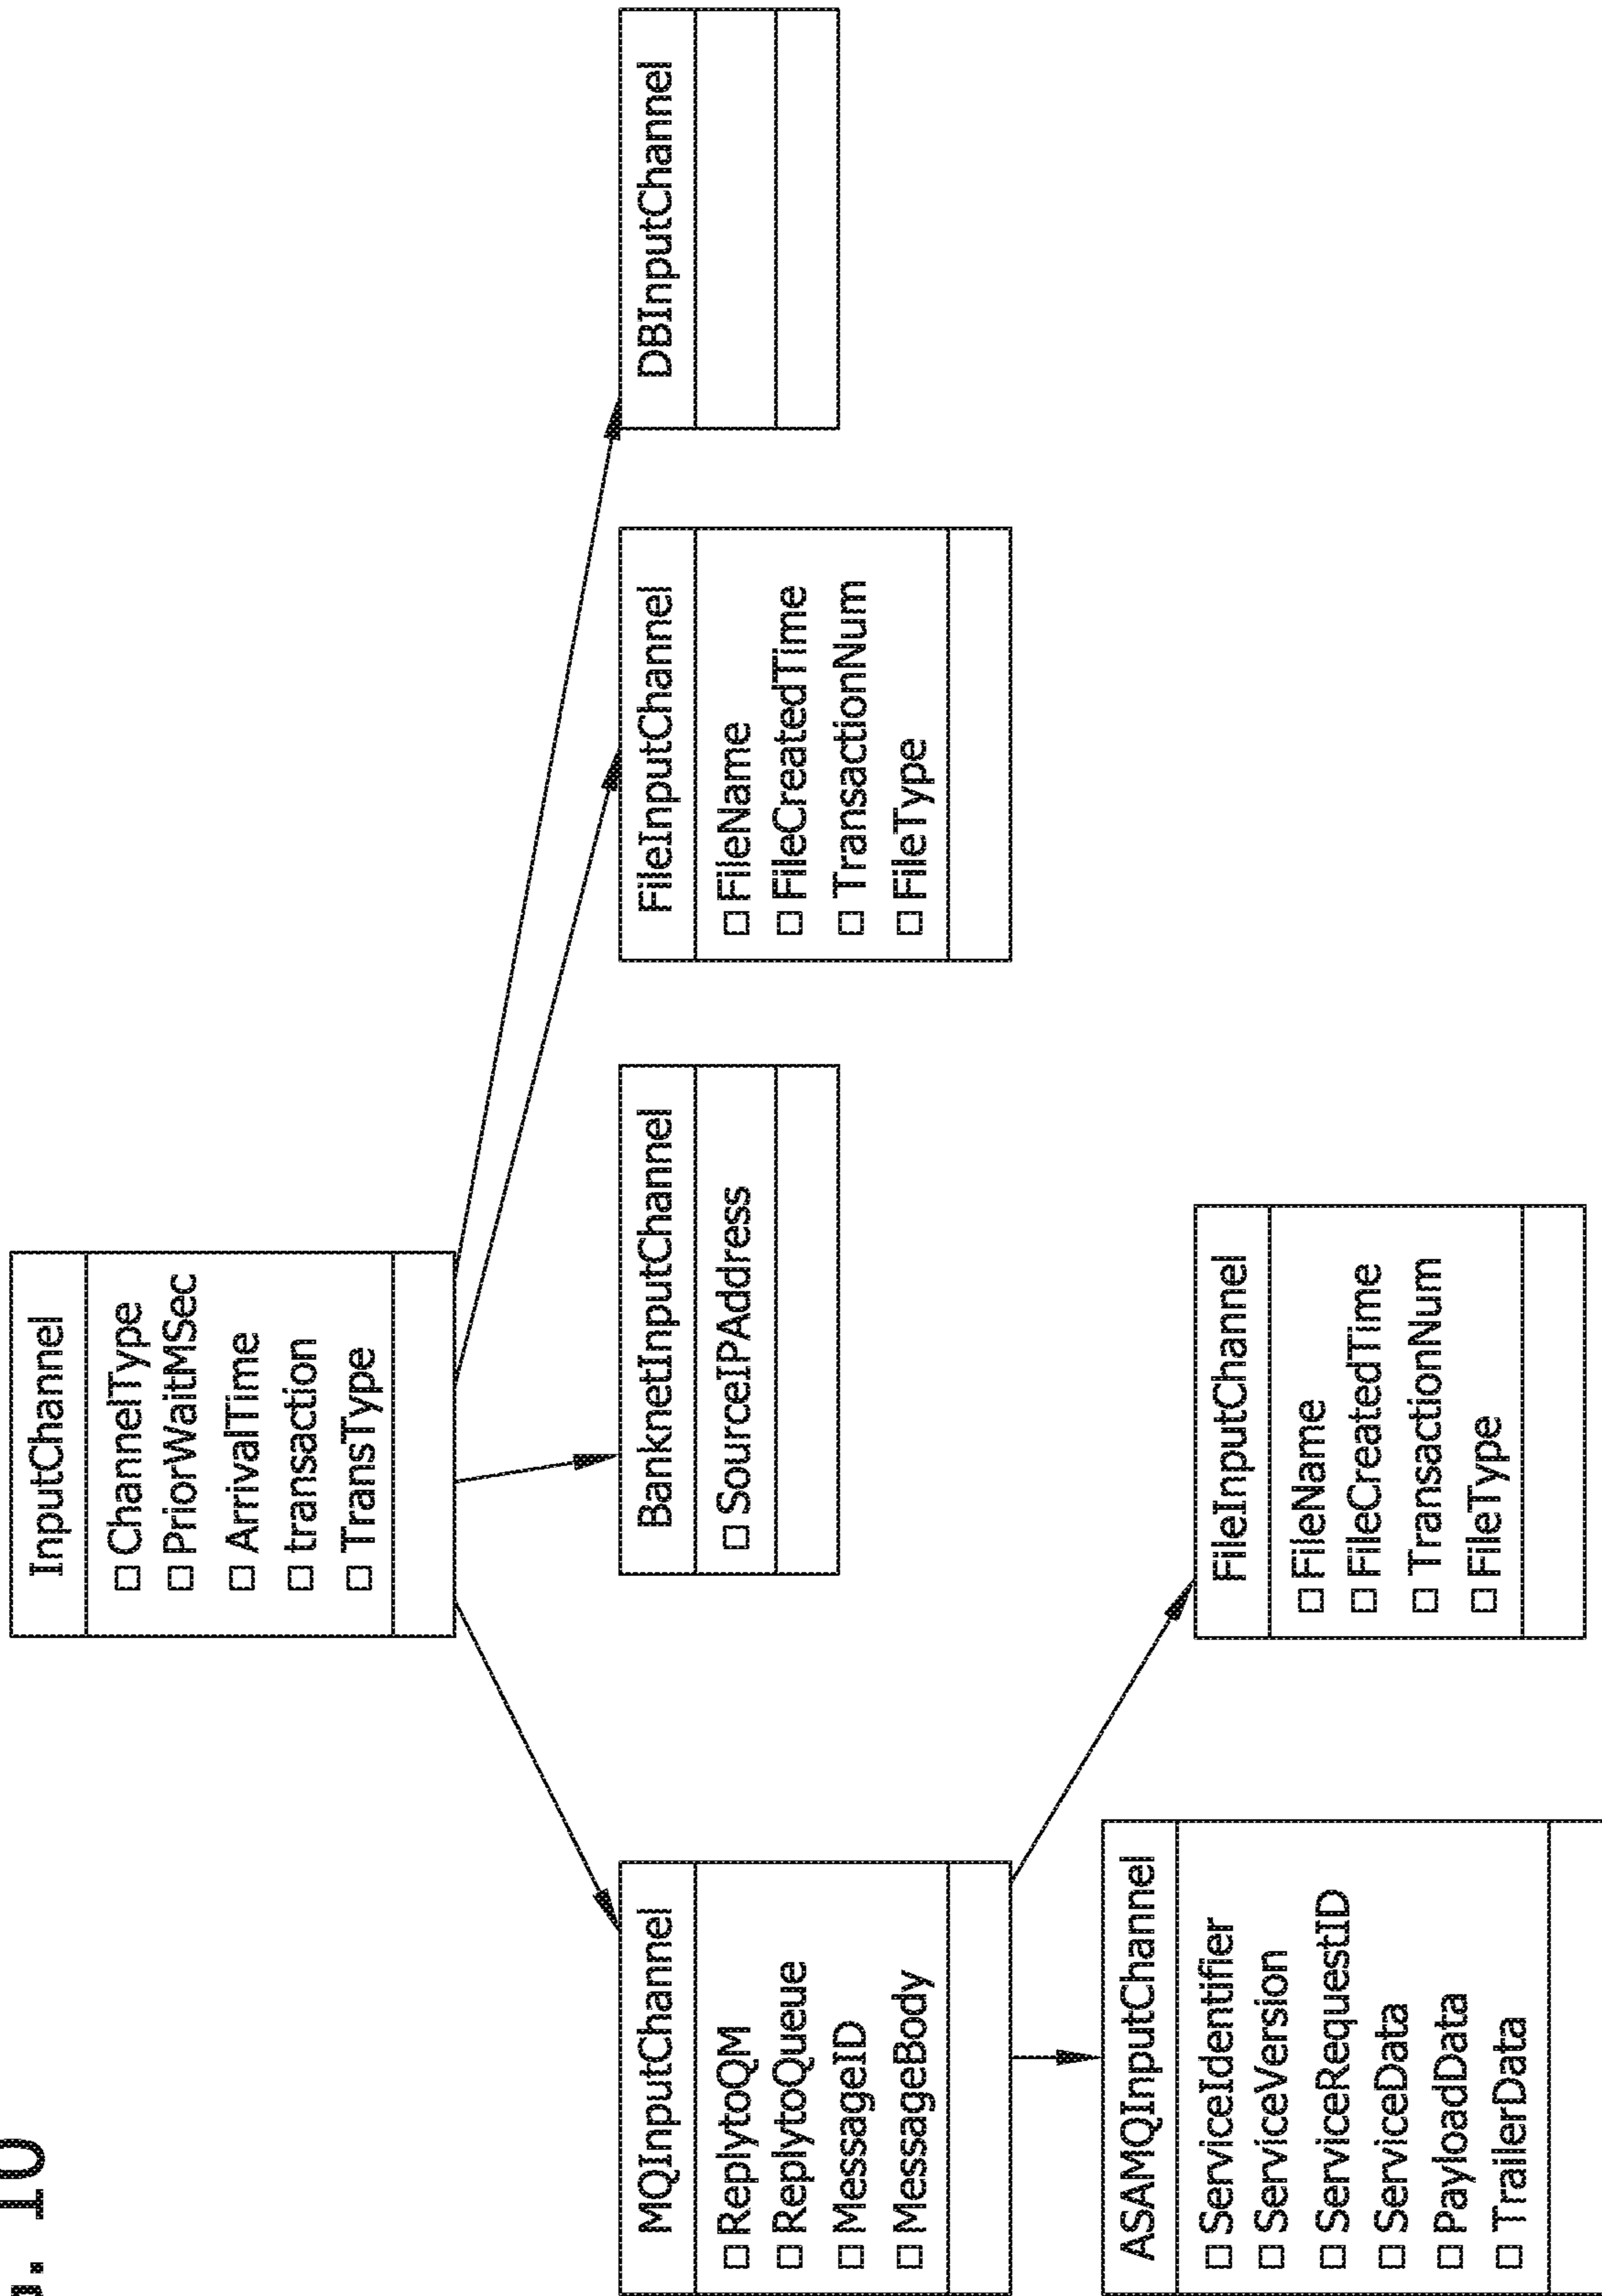 . 10
InputChannel
ChannelType
PriorWaitMSec
ArrivalTime
transaction
TransType
MQInputChannel
ReplytoQM
ReplytoQueue
MessageID
MessageBody
BanknetInputChannel
SourceIPAddress
FileInputChannel
FileName
FileCreatedTime
TransactionNum
FileType
DBInputChannel
ASAMQInputChannel
ServiceIdentifier
ServiceVersion
ServiceRequestID
ServiceData
PayloadData
TrailerData
FileInputChannel
FileName
FileCreatedTime
TransactionNum
FileType